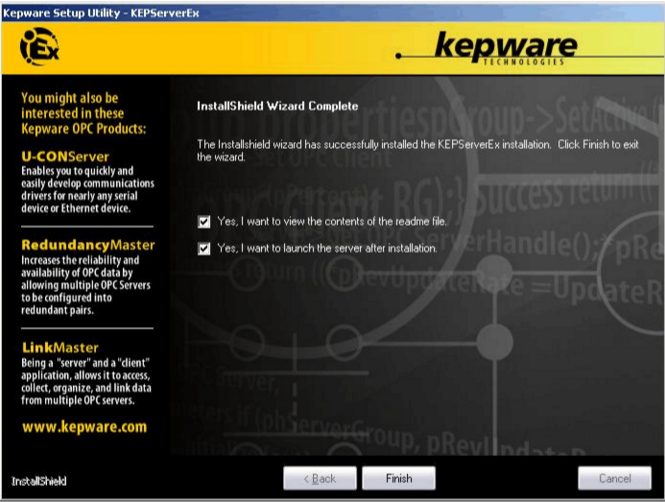 Kepware Setup Utility - KEPServerEx
Ex
kepware
TECHNOLOGIES
You might also be
interested in these
Kepware OPC Products:
U-CONServer
Enables you to quickly and
easily develop communications
drivers for nearly any serial
device or Ethernet device.
RedundancyMaster
Increases the reliability and
availability of OPC data by
allowing multiple OPC Servers
to be configured into
redundant pairs.
LinkMaster
Being a "server" and a "client"
application, allows it to access,
collect, organize, and link data
from multiple OPC servers.
www.kepware.com
InstallShield Wizard Complete
The Installshield wizard has successfully installed the KEPServerEx installation. Click Finish to exit
the wizard.
Yes, I want to view the contents of the readme file.
Yes, I want to launch the server after installation.
InstallShield
< Back
Finish
Cancel